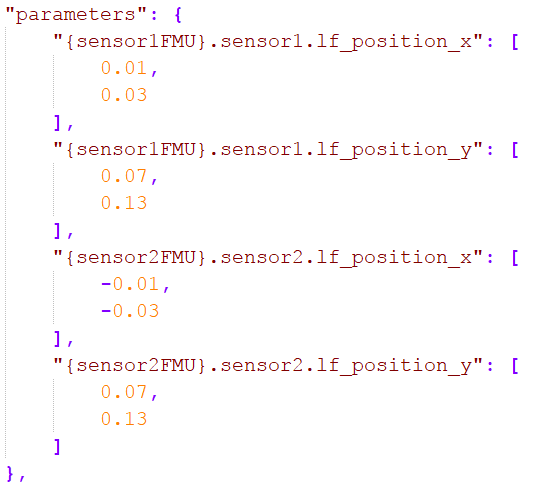 "parameters": {
    "{sensor1FMU}.sensor1.lf_position_x": [
        0.01,
        0.03
    ],
    "{sensor1FMU}.sensor1.lf_position_y": [
        0.07,
        0.13
    ],
    "{sensor2FMU}.sensor2.lf_position_x": [
        -0.01,
        -0.03
    ],
    "{sensor2FMU}.sensor2.lf_position_y": [
        0.07,
        0.13
    ]
},